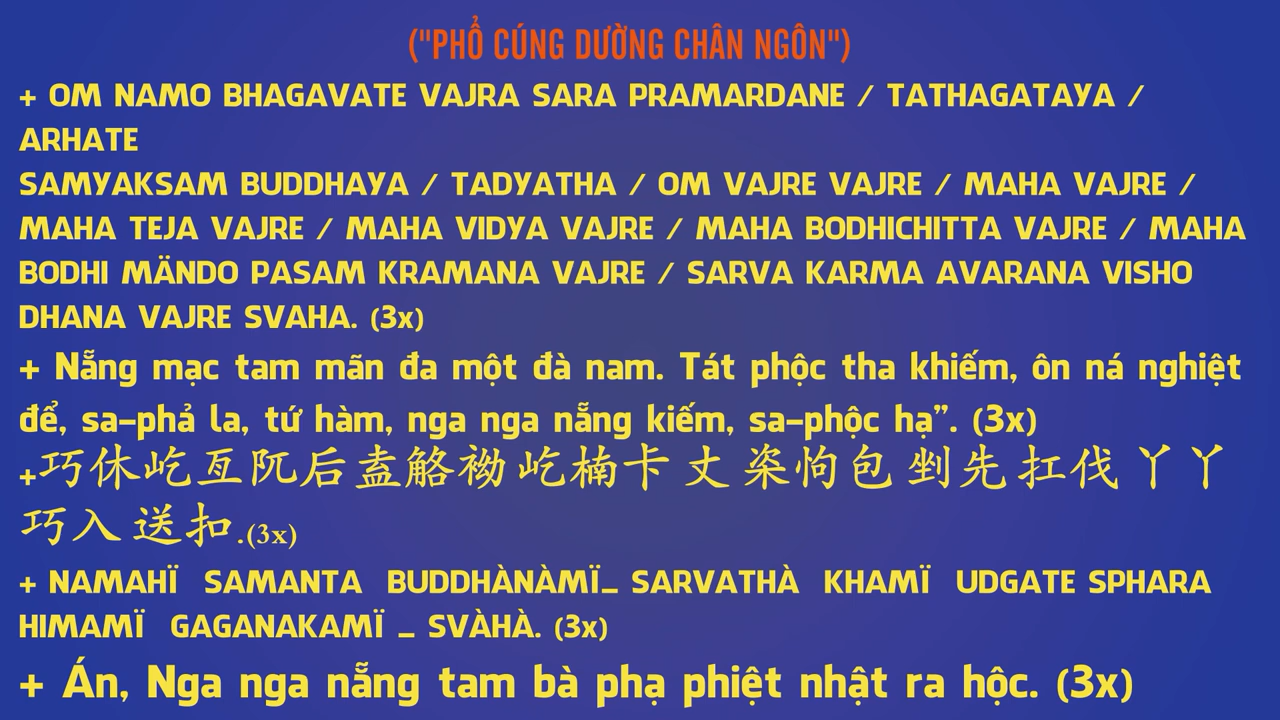 ("PHỔ CÚNG DƯỜNG CHÂN NGÔN")
+ OM NAMO BHAGAVATE VAJRA SARA PRAMARDANE / TATHAGATAYA /
ARHATE
SAMYAKSAM BUDDHAYA / TADYATHA / OM VAJRE VAJRE / MAHA VAJRE /
MAHA TEJA VAJRE / MAHA VIDYA VAJRE / MAHA BODHICHITTA VAJRE / MAHA
BODHI MÄNDO PASAM KRAMANA VAJRE / SARVA KARMA AVARANA VISHO
DHANA VAJRE SVAHA. (3x)
+ Nẵng mạc tam mãn đa một đà nam. Tát phộc tha khiếm, ôn ná nghiệt
để, sa-phả la, tứ hàm, nga nga nẵng kiếm, sa-phộc hạ”. (3x)
+巧休屹亙阢后盍觡袎屹楠卡丈粢怐包剉先扛伐丫丫
巧入送扣.(3x)
+ NAMAHÏ SAMANTA BUDDHÀNÀMÏ_ SARVATHÀ KHAMÏ UDGATE SPHARA
HIMAMÏ GAGANAKAMÏ _ SVÀHÀ. (3x)
+ Án, Nga nga nẵng tam bà phạ phiệt nhật ra hộc. (3x)